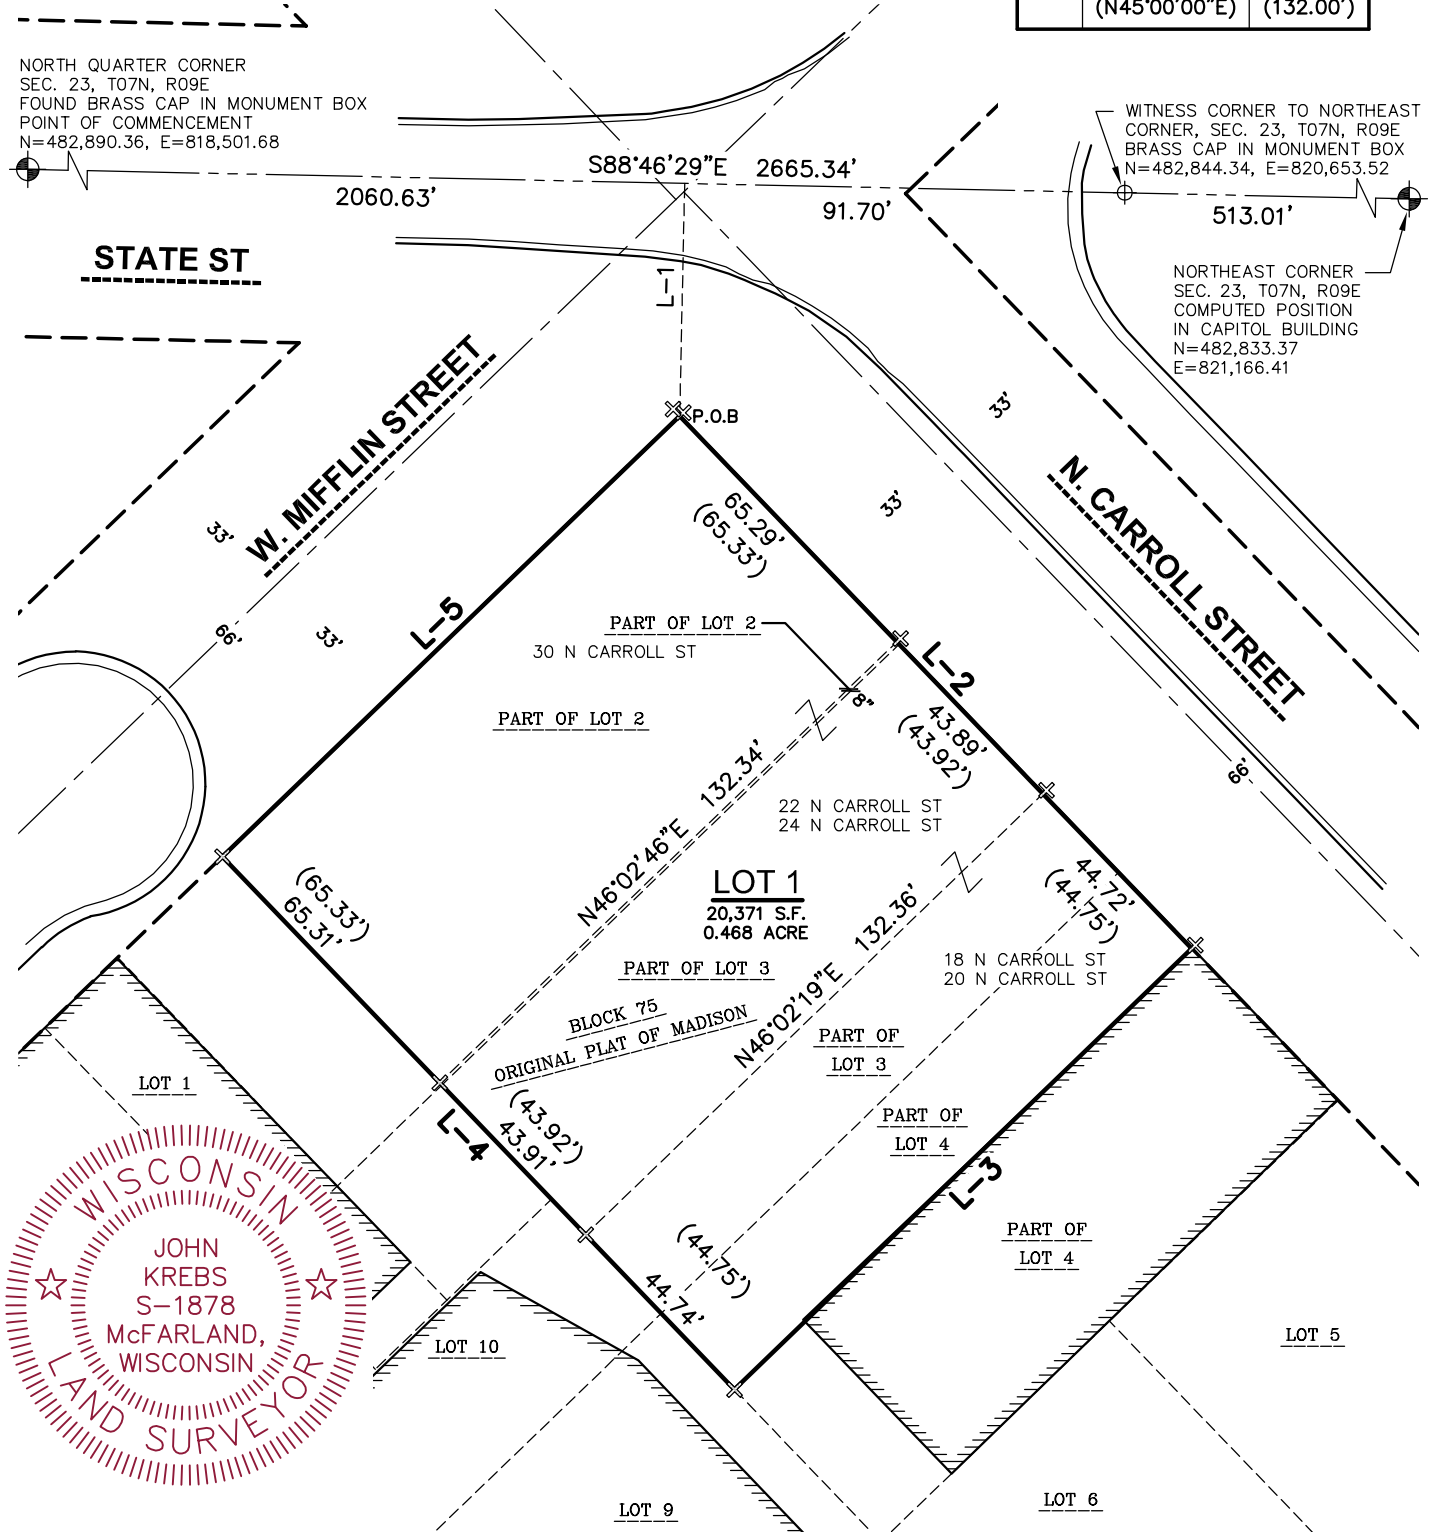 (N45°00'00"E) (132.00')
NORTH QUARTER CORNER
SEC. 23, T07N, R09E
FOUND BRASS CAP IN MONUMENT BOX
POINT OF COMMENCEMENT
N=482,890.36, E=818,501.68
WITNESS CORNER TO NORTHEAST
CORNER, SEC. 23, T07N, R09E
BRASS CAP IN MONUMENT BOX
N=482,844.34, E=820,653.52
S88°46'29"E 2665.34'
2060.63'
91.70'
513.01'
STATE ST
L-1
NORTHEAST CORNER
SEC. 23, T07N, R09E
COMPUTED POSITION
IN CAPITOL BUILDING
N=482,833.37
E=821,166.41
W. MIFFLIN STREET
P.O.B
33'
33'
N. CARROLL STREET
65.29'
(65.33')
33'
66'
33'
L-5
PART OF LOT 2
30 N CARROLL ST
L-2
8"
PART OF LOT 2
43.89'
(43.92')
66'
N46°02'46"E 132.34'
22 N CARROLL ST
24 N CARROLL ST
LOT 1
20,371 S.F.
0.468 ACRE
(65.33')
65.31'
44.72'
(44.75')
N46°02'19"E 132.36'
18 N CARROLL ST
20 N CARROLL ST
PART OF LOT 3
BLOCK 75
ORIGINAL PLAT OF MADISON
PART OF
LOT 3
LOT 1
(43.92')
43.91'
L-4
PART OF
LOT 4
L-3
PART OF
LOT 4
(44.75')
44.74'
WISCONSIN
JOHN
KREBS
S-1878
McFARLAND,
WISCONSIN
LAND SURVEYOR
LOT 10
LOT 5
LOT 9
LOT 6